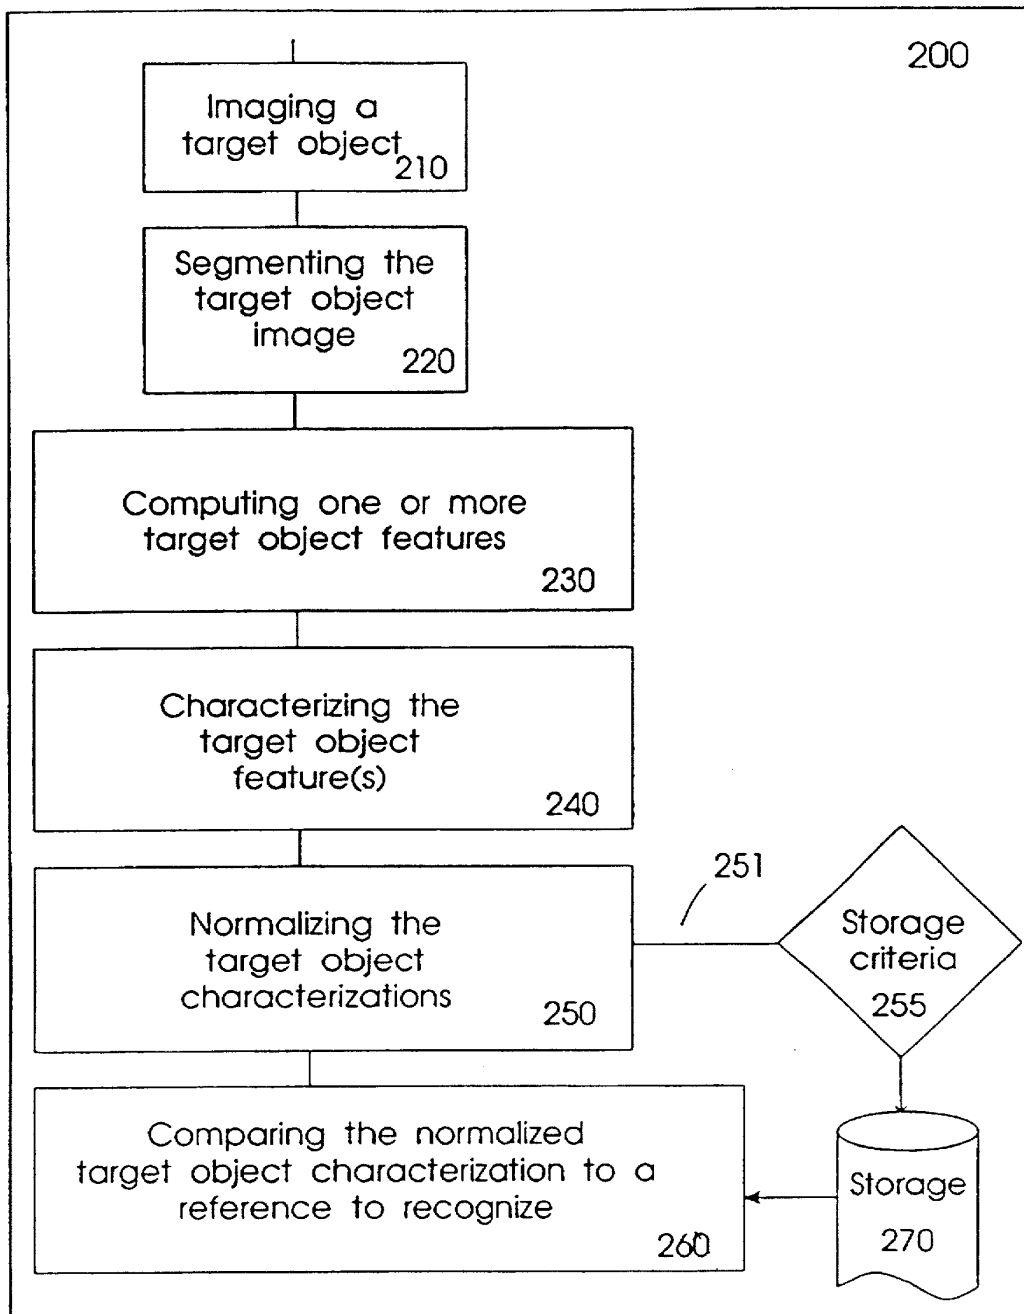 200
Imaging a
target object
210
Segmenting the
target object
image
220
Computing one or more
target object features
230
Characterizing the
target object
feature(s)
240
251
Normalizing the
target object
characterizations
250
Storage
criteria
255
Comparing the normalized
target object characterization to a
reference to recognize
260
Storage
270